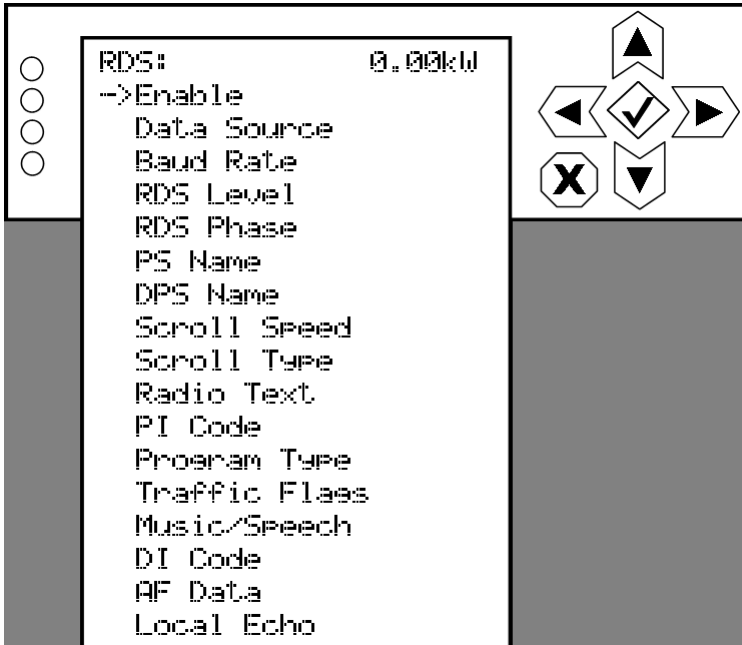 RDS: 0.00kW
->Enable
Data Source
Baud Rate
RDS Level
RDS Phase
PS Name
DPS Name
Scroll Speed
Scroll Type
Radio Text
PI Code
Program Type
Traffic Flags
Music/Speech
DI Code
AF Data
Local Echo
X